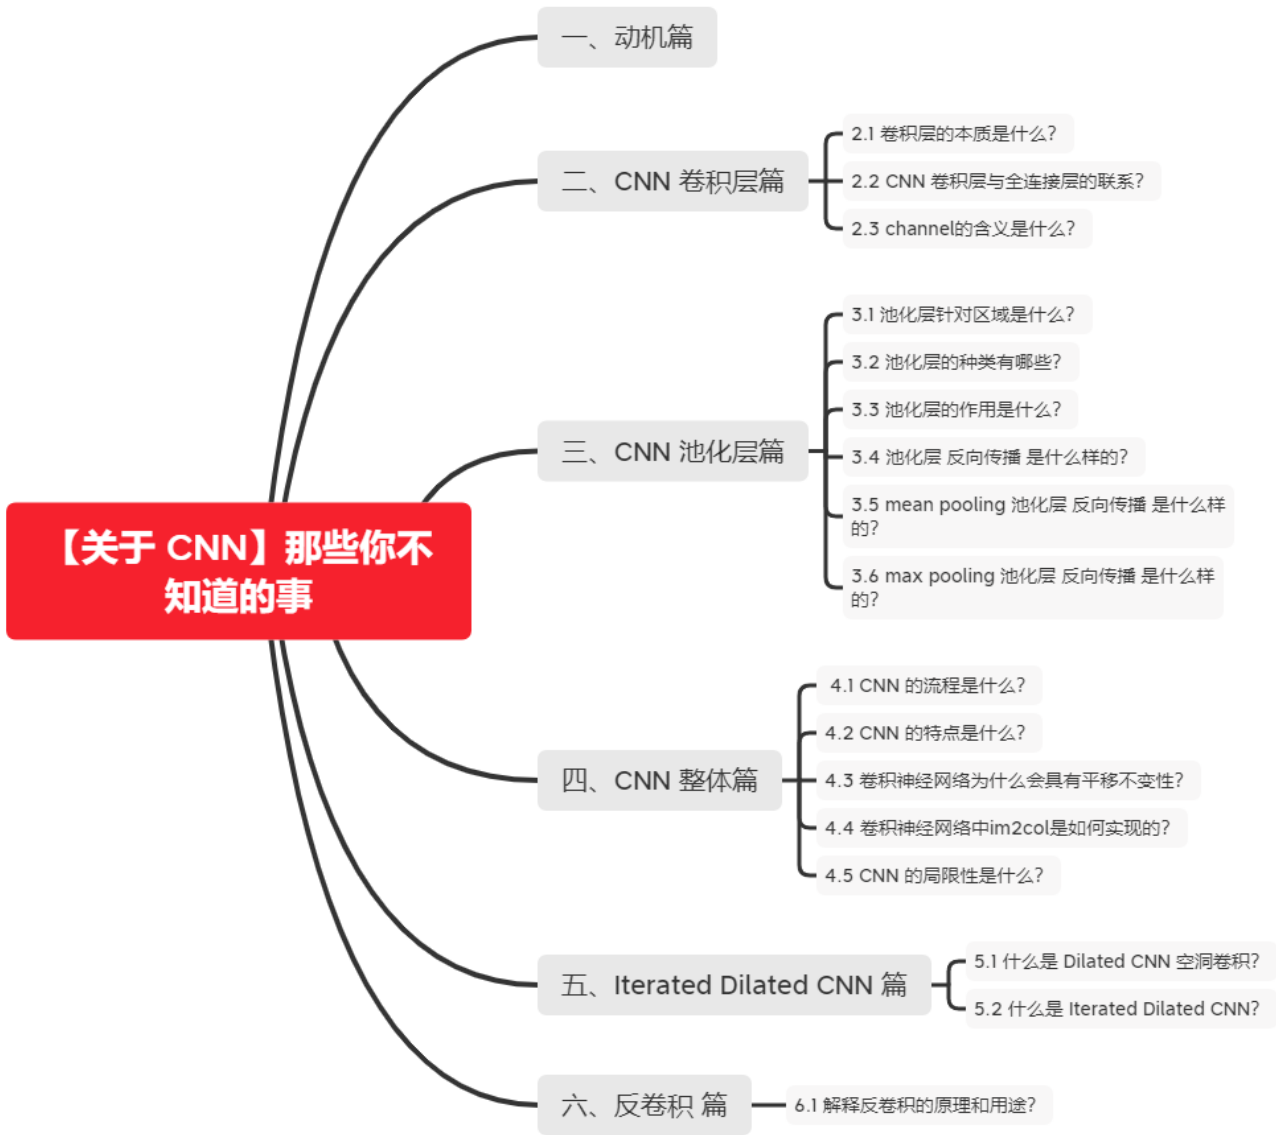 【关于 CNN】那些你不
知道的事
一、动机篇
二、CNN 卷积层篇
2.1 卷积层的本质是什么?
2.2 CNN 卷积层与全连接层的联系?
2.3 channel的含义是什么?
三、CNN 池化层篇
3.1 池化层针对区域是什么?
3.2 池化层的种类有哪些?
3.3 池化层的作用是什么?
3.4 池化层 反向传播 是什么样的?
3.5 mean pooling 池化层 反向传播 是什么样
的?
3.6 max pooling 池化层 反向传播 是什么样
的?
四、CNN 整体篇
4.1 CNN 的流程是什么?
4.2 CNN 的特点是什么?
4.3 卷积神经网络为什么会具有平移不变性?
4.4 卷积神经网络中im2col是如何实现的?
4.5 CNN 的局限性是什么?
五、Iterated Dilated CNN 篇
5.1 什么是 Dilated CNN 空洞卷积?
5.2 什么是 Iterated Dilated CNN?
六、反卷积 篇
6.1 解释反卷积的原理和用途?